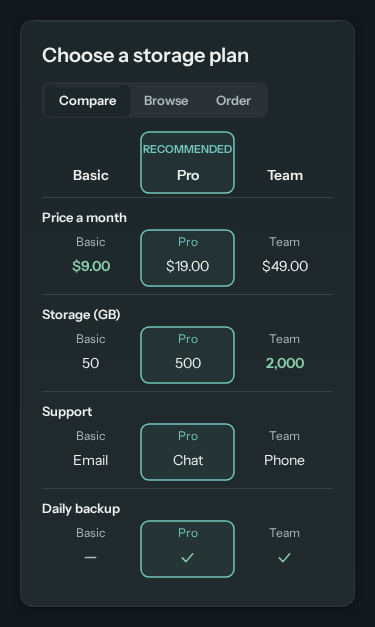 Choose a storage plan
Compare Browse Order
RECOMMENDED
Basic Pro Team
Price a month
Basic Pro Team
$9.00 $19.00 $49.00
Storage (GB)
Basic Pro Team
50 500 2,000
Support
Basic Pro Team
Email Chat Phone
Daily backup
Basic Pro Team
— ✓ ✓